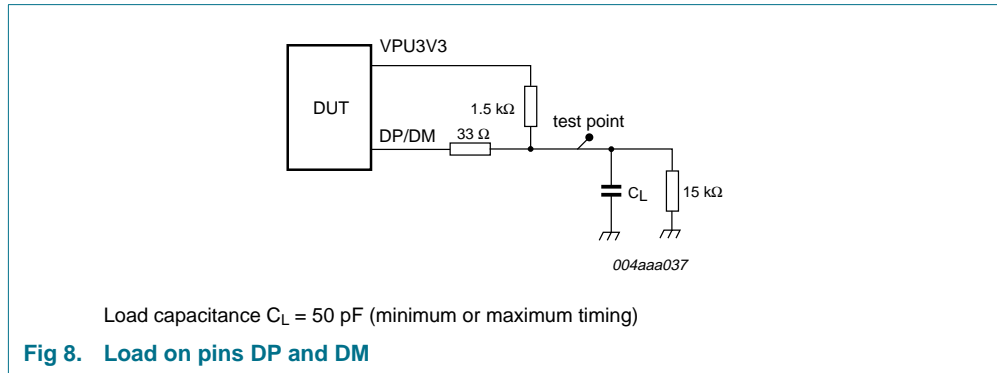 VPU3V3
DUT
1.5 kΩ
test point
DP/DM
33 Ω
CL
15 kΩ
004aaa037
Load capacitance CL = 50 pF (minimum or maximum timing)
Fig 8. Load on pins DP and DM